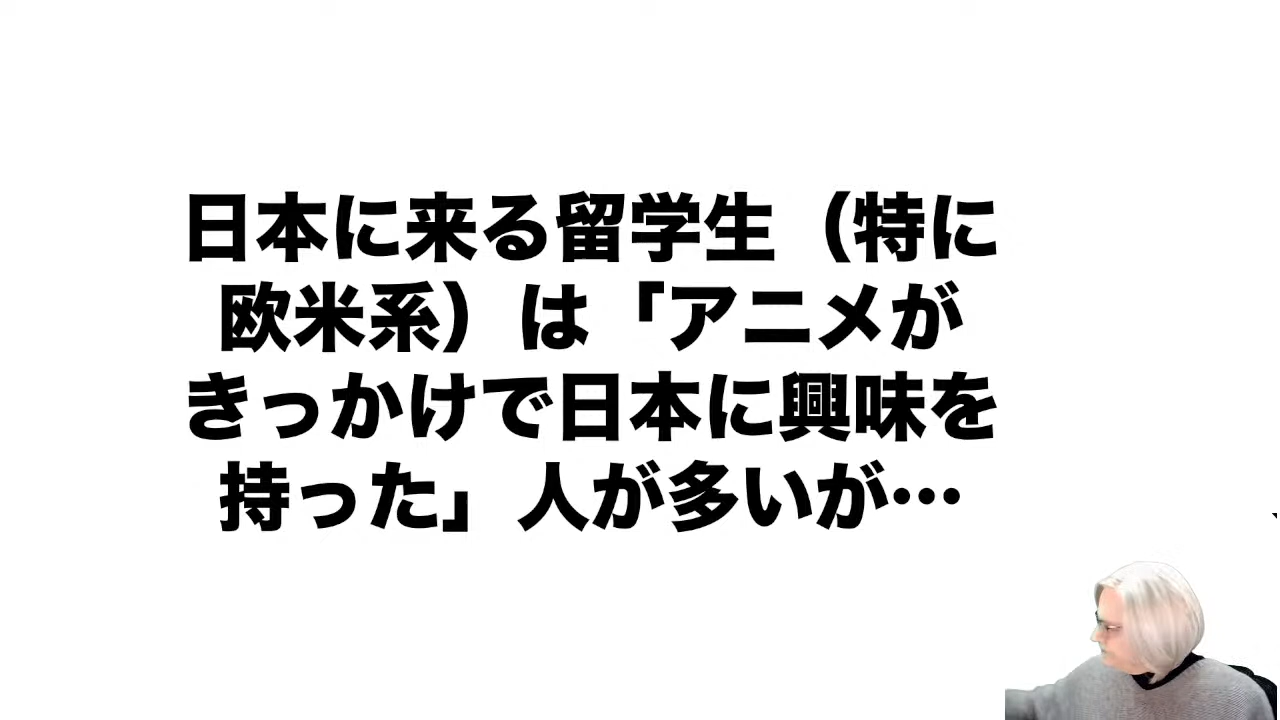 日本に来る留学生（特に
欧米系）は「アニメが
きっかけで日本に興味を
持った」人が多いが…